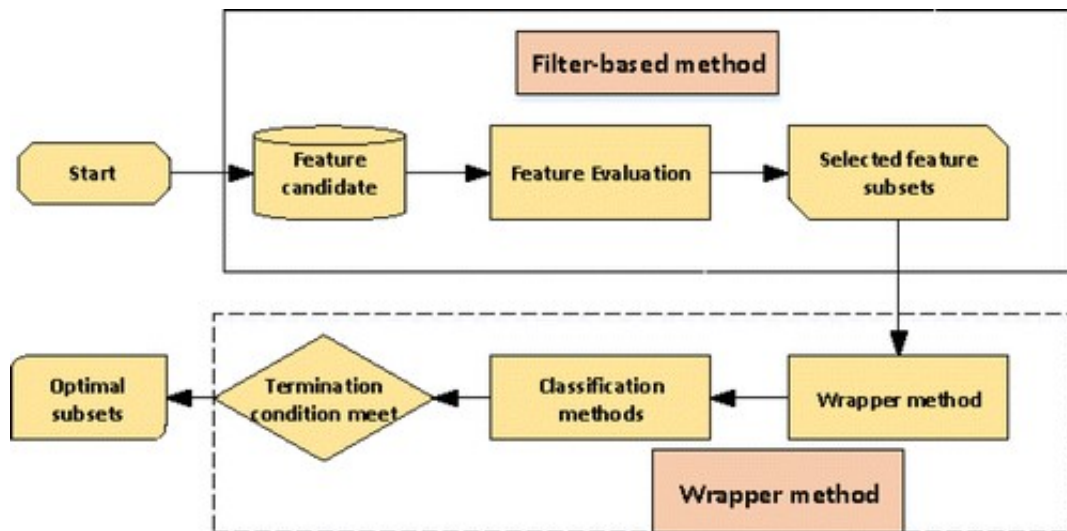 Filter-based method
Start
Feature
candidate
Feature Evaluation
Selected feature
subsets
Optimal
subsets
Termination
condition meet
Classification
methods
Wrapper method
Wrapper method